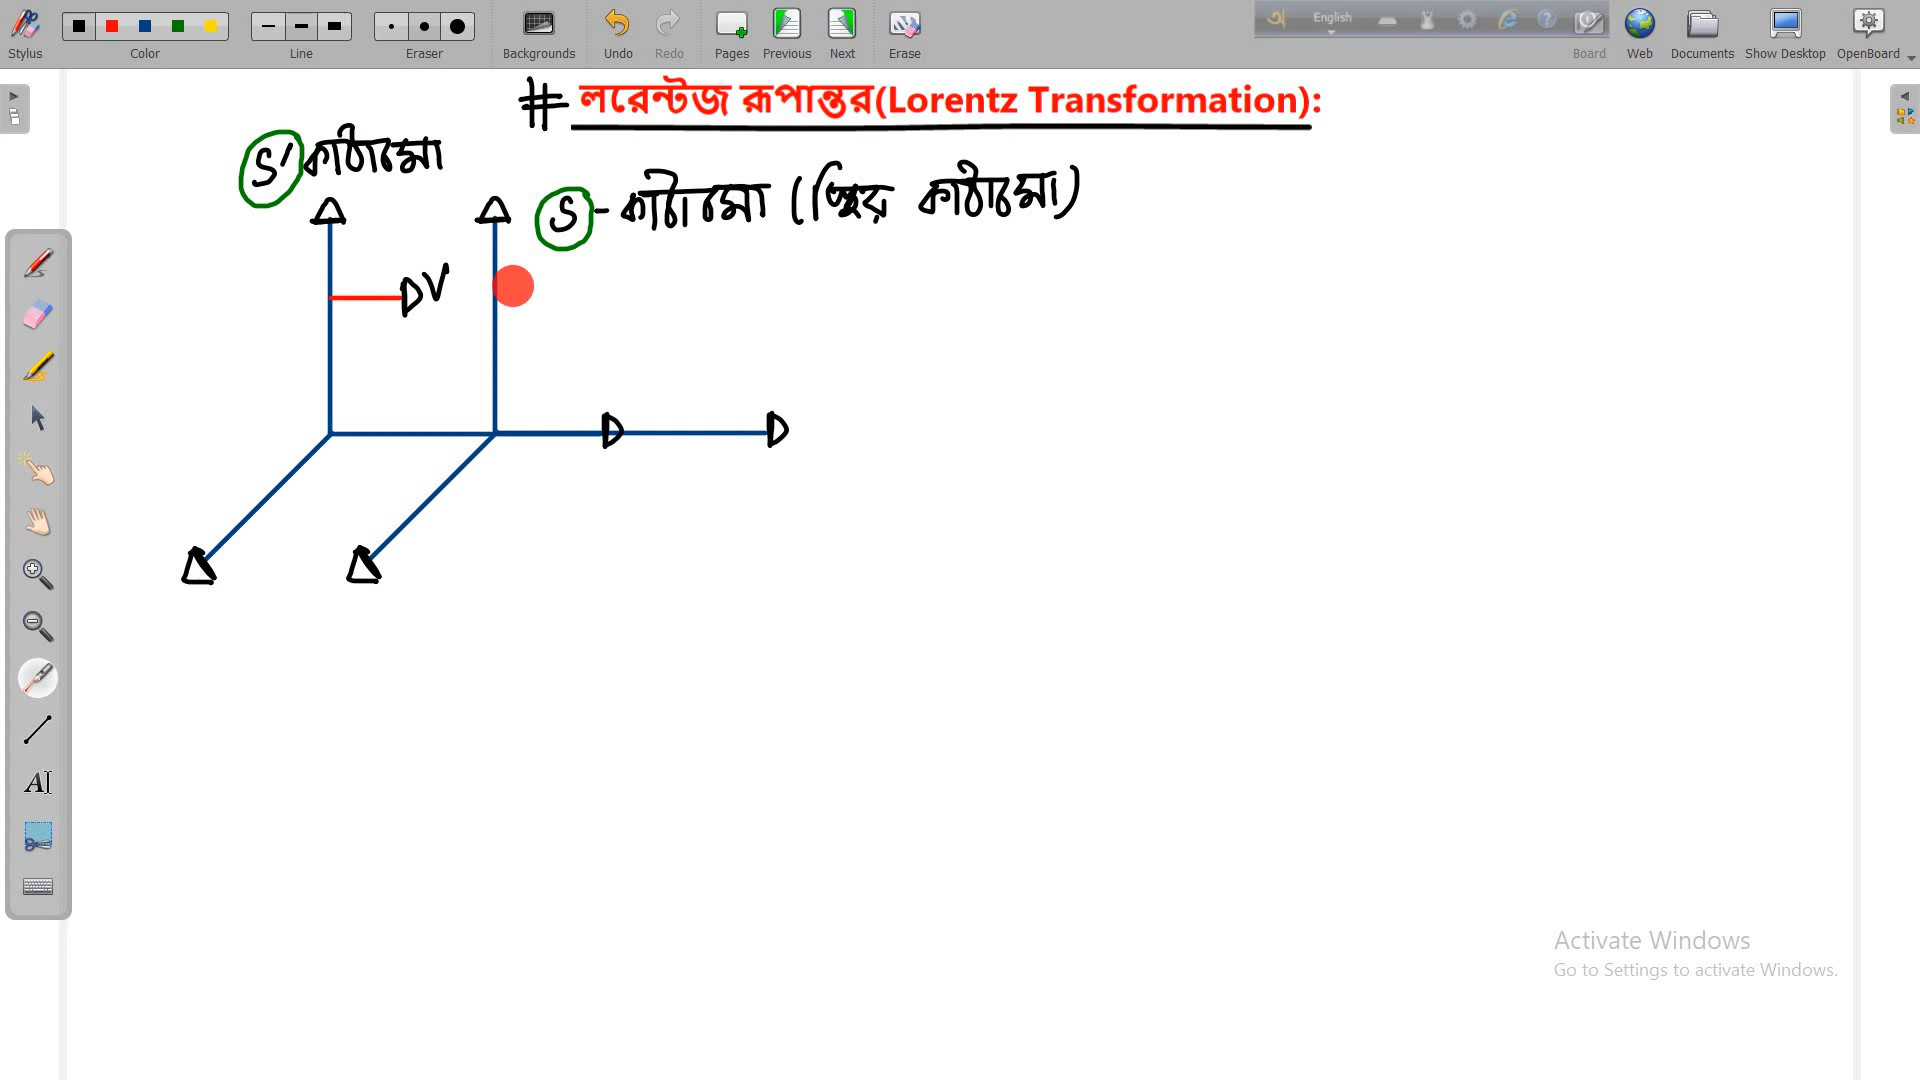 Stylus
Color
Line
Eraser
Backgrounds
Undo
Redo
Pages
Previous
Next
Erase
English
Board
Web
Documents
Show Desktop
OpenBoard
# লরেন্টজ রূপান্তর(Lorentz Transformation):
S' কাঠামো
S - কাঠামো (স্থির কাঠামো)
V
Activate Windows
Go to Settings to activate Windows.